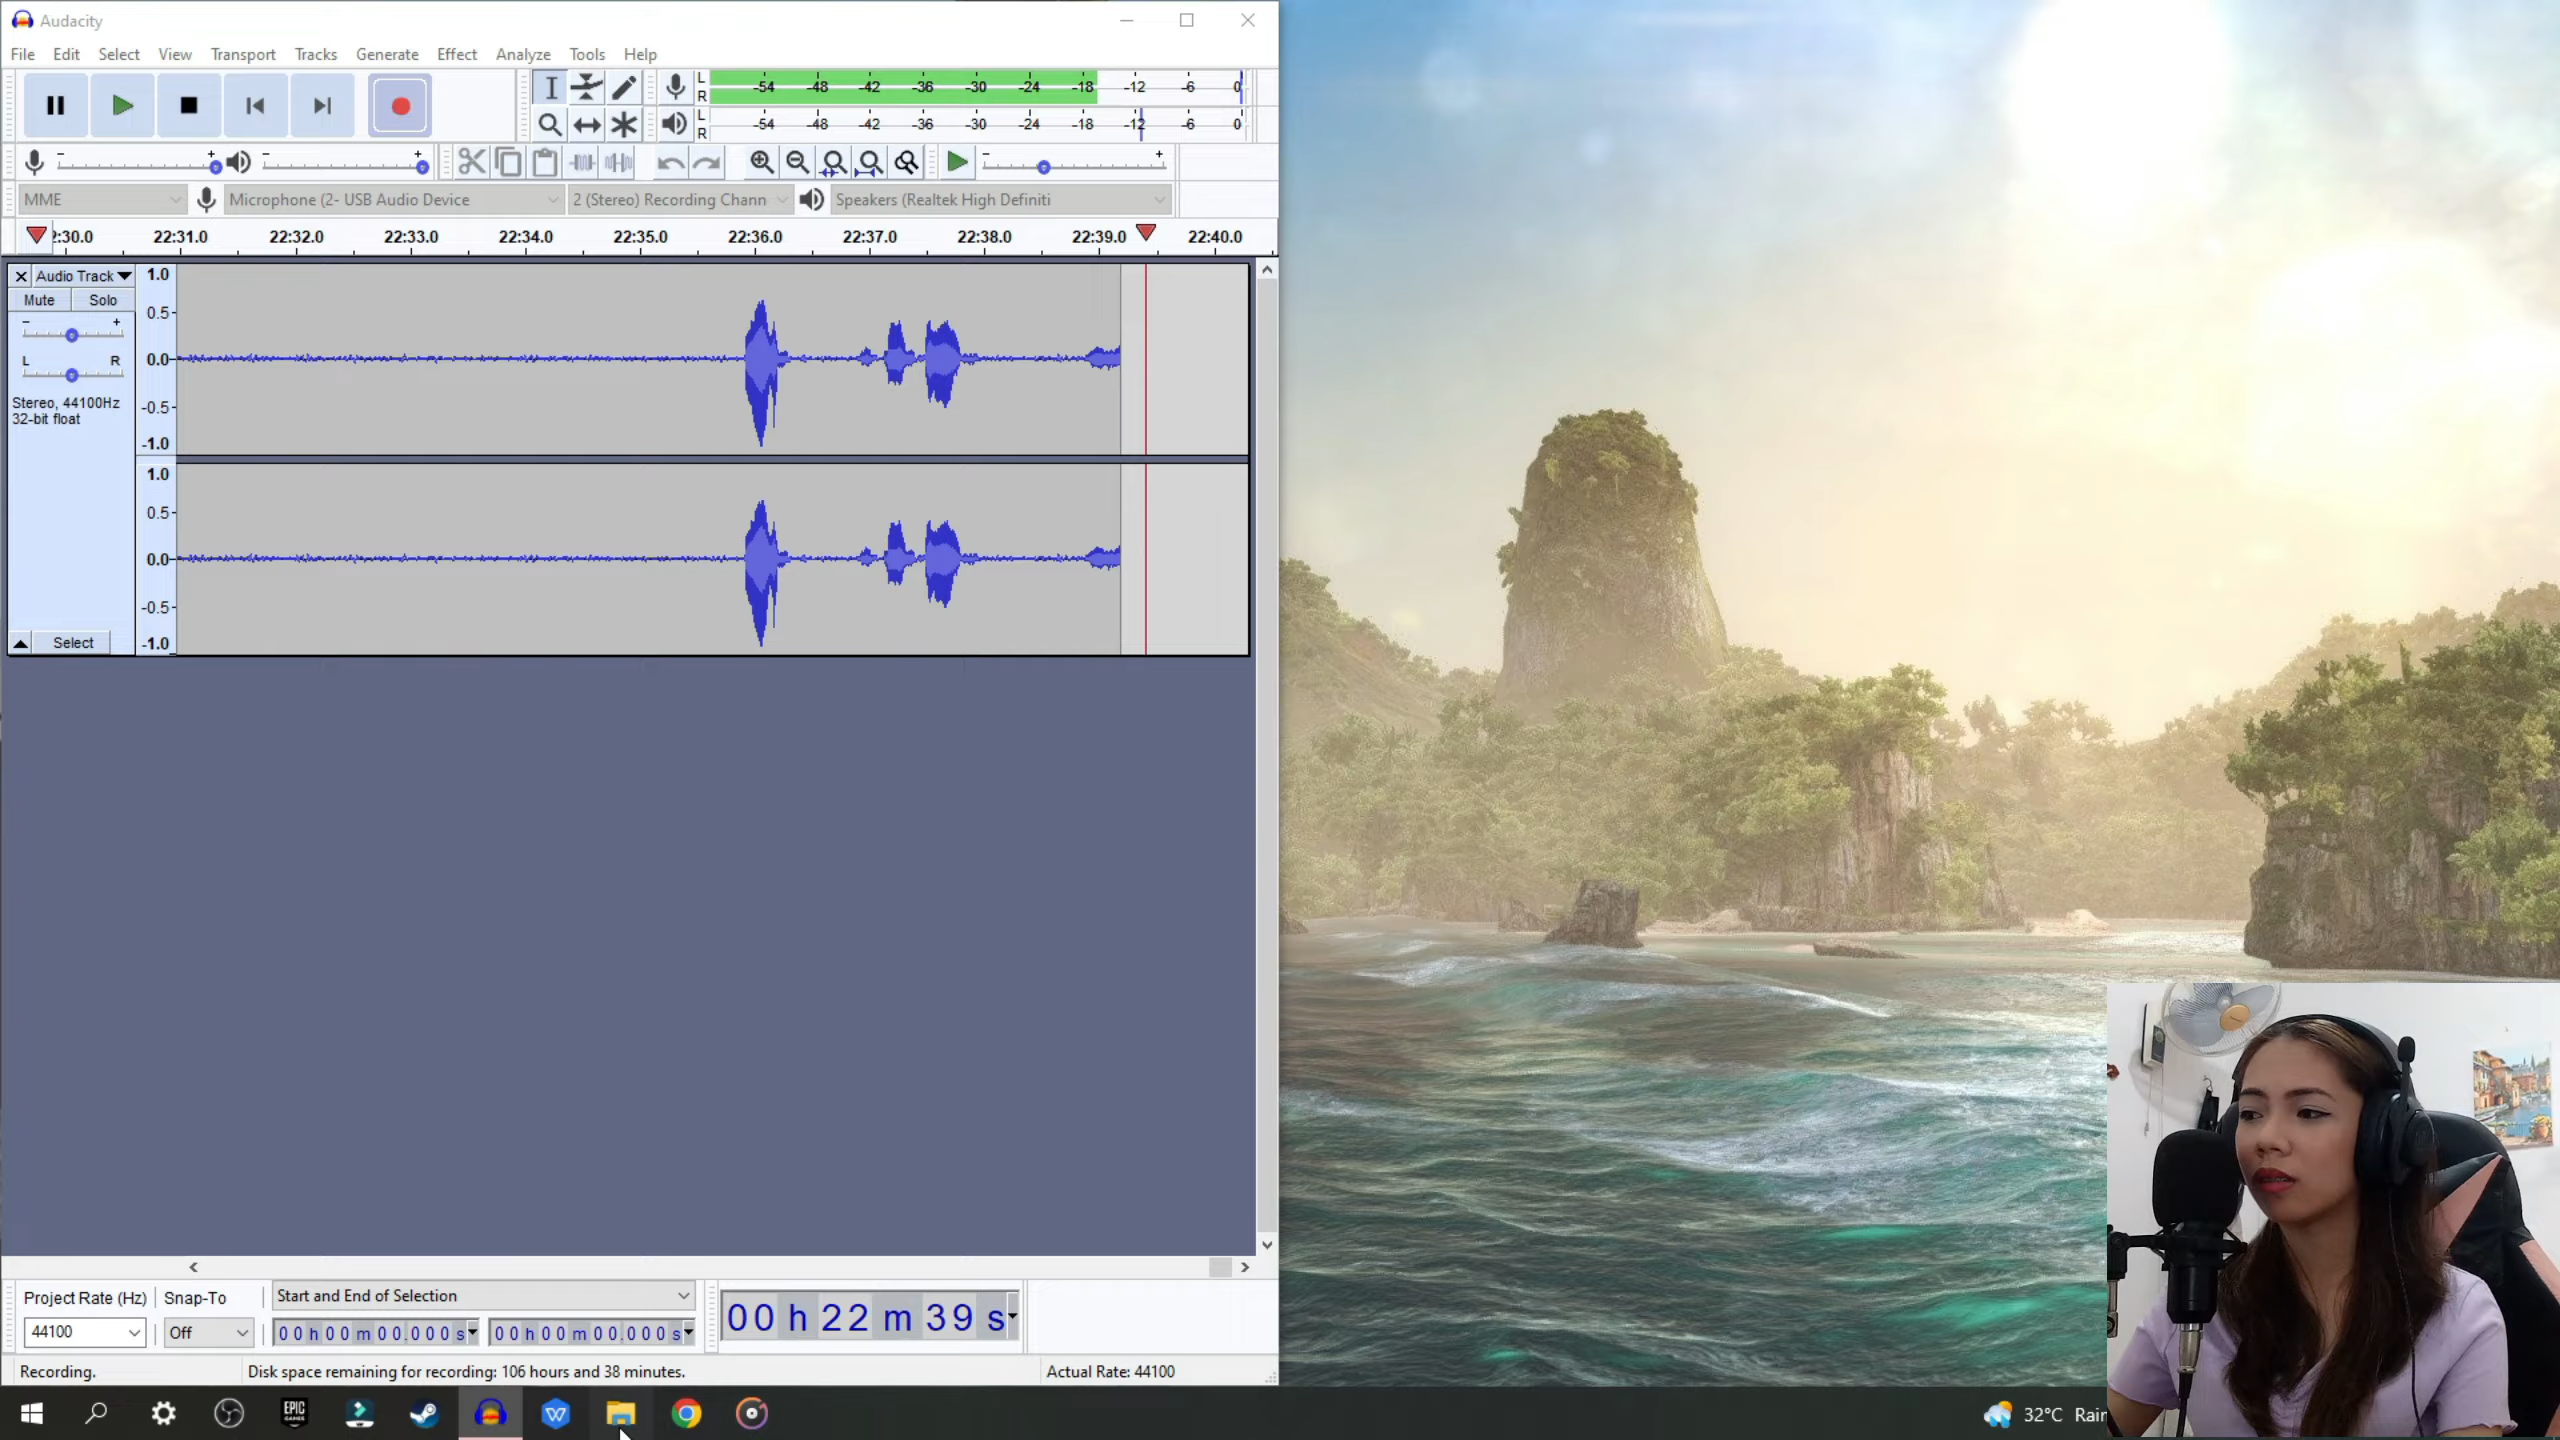 Audacity
File Edit Select View Transport Tracks Generate Effect Analyze Tools Help
L
R
-54 -48 -42 -36 -30 -24 -18 -12 -6 0
L
R
-54 -48 -42 -36 -30 -24 -18 -12 -6 0
MME
Microphone (2- USB Audio Device
2 (Stereo) Recording Chann
Speakers (Realtek High Definiti
2:30.0 22:31.0 22:32.0 22:33.0 22:34.0 22:35.0 22:36.0 22:37.0 22:38.0 22:39.0 22:40.0
Audio Track
Mute Solo
L R
Stereo, 44100Hz
32-bit float
Select
1.0
0.5
0.0
-0.5
-1.0
1.0
0.5
0.0
-0.5
-1.0
Project Rate (Hz) Snap-To
Start and End of Selection
44100 Off
00 h 00 m 00.000 s
00 h 00 m 00.000 s
00 h 22 m 39 s
Recording.
Disk space remaining for recording: 106 hours and 38 minutes.
Actual Rate: 44100
EPIC
GAMES
W
32°C Rain